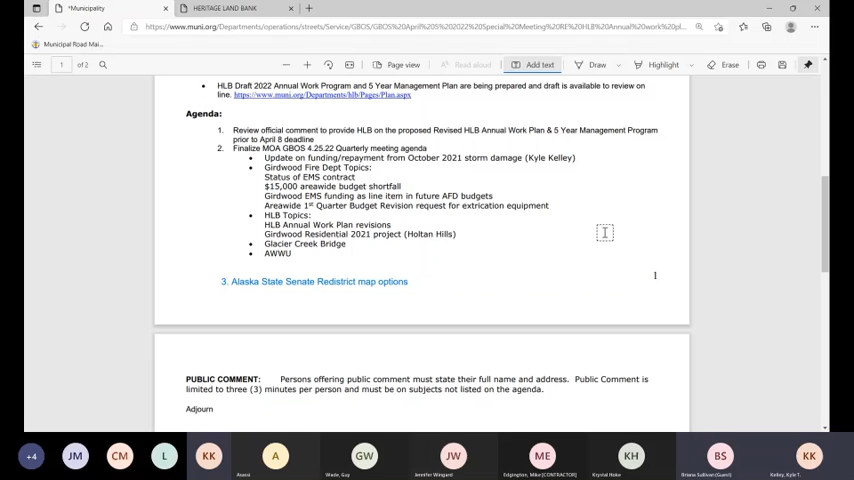 *Municipality
HERITAGE LAND BANK
https://www.muni.org/Departments/operations/streets/Service/GBOS/GBOS%20April%205%202022%20Special%20Meeting%20RE%20HLB%20Annual%20work%20pl...
Municipal Road Mai...
1 of 2
Page view
Read aloud
Add text
Draw
Highlight
Erase
• HLB Draft 2022 Annual Work Program and 5 Year Management Plan are being prepared and draft is available to review on
line. https://www.muni.org/Departments/hlb/Pages/Plan.aspx
Agenda:
1. Review official comment to provide HLB on the proposed Revised HLB Annual Work Plan & 5 Year Management Program
prior to April 8 deadline
2. Finalize MOA GBOS 4.25.22 Quarterly meeting agenda
• Update on funding/repayment from October 2021 storm damage (Kyle Kelley)
• Girdwood Fire Dept Topics:
Status of EMS contract
$15,000 areawide budget shortfall
Girdwood EMS funding as line item in future AFD budgets
Areawide 1st Quarter Budget Revision request for extrication equipment
• HLB Topics:
HLB Annual Work Plan revisions
Girdwood Residential 2021 project (Holtan Hills)
• Glacier Creek Bridge
• AWWU
3. Alaska State Senate Redistrict map options
1
PUBLIC COMMENT: Persons offering public comment must state their full name and address. Public Comment is
limited to three (3) minutes per person and must be on subjects not listed on the agenda.
Adjourn
+4
JM
CM
L
KK
A
GW
JW
ME
KH
BS
KK
Wade, Guy
Jennifer Wingard
Edgington, Mike [CONTRACTOR]
Krystal Hoke
Briana Sullivan (Guest)
Kelley, Kyle T.